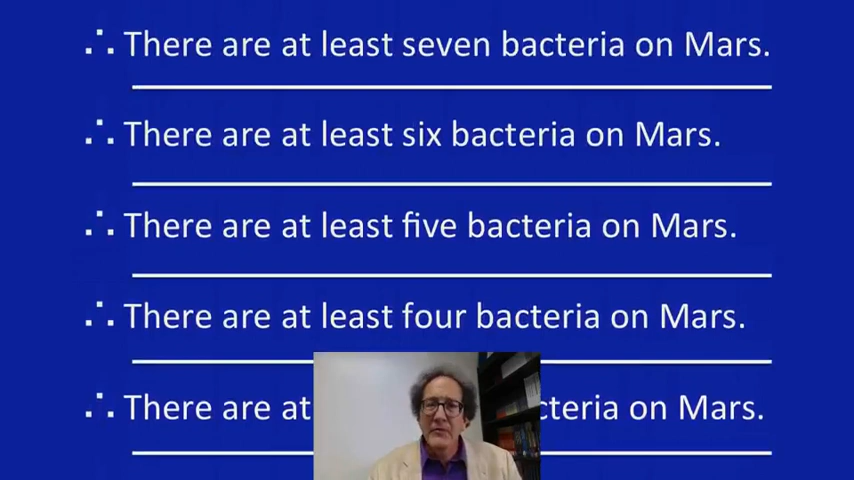 ∴ There are at least seven bacteria on Mars.
∴ There are at least six bacteria on Mars.
∴ There are at least five bacteria on Mars.
∴ There are at least four bacteria on Mars.
∴ There are at cteria on Mars.